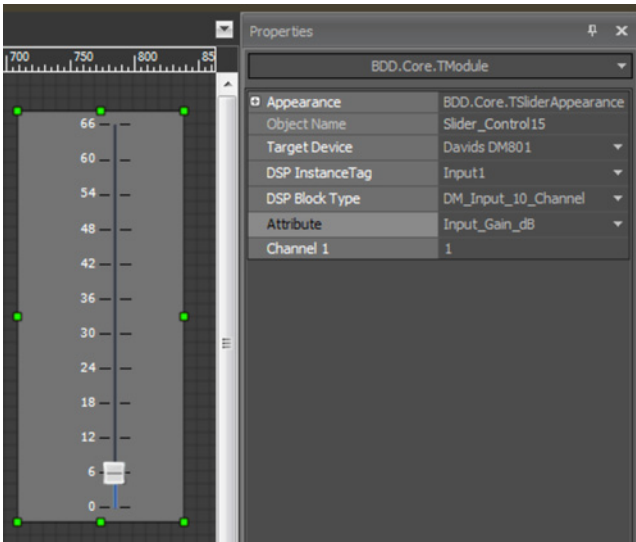 Properties
700 750 800 85
BDD.Core.TModule
Appearance BDD.Core.TSliderAppearance
Object Name Slider_Control15
Target Device Davids DM801
DSP InstanceTag Input1
DSP Block Type DM_Input_10_Channel
Attribute Input_Gain_dB
Channel 1 1
66
60
54
48
42
36
30
24
18
12
6
0